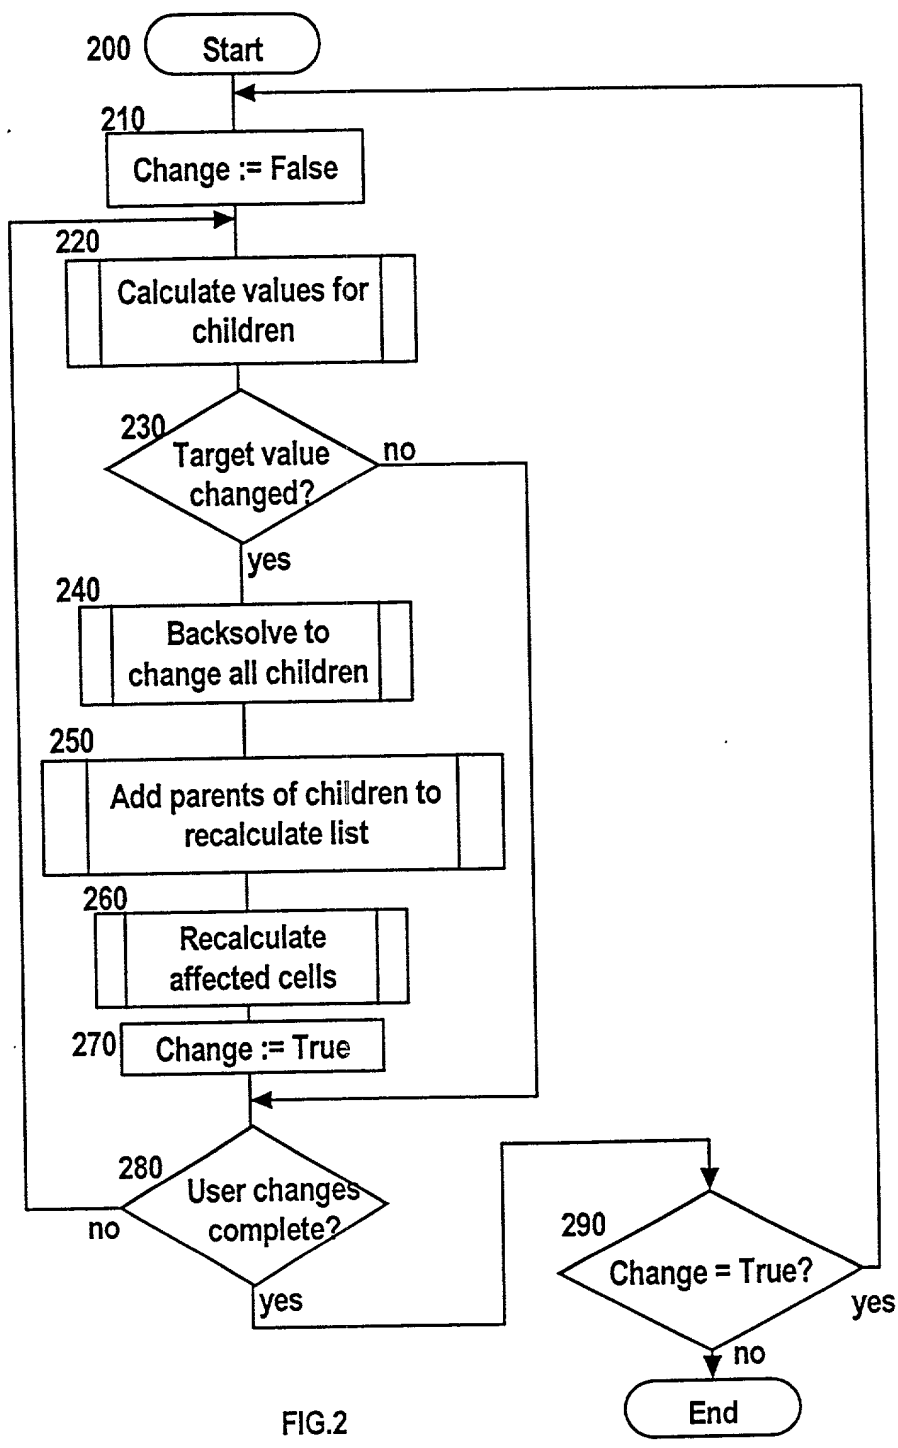 200
Start
210
Change := False
220
Calculate values for
children
230
Target value
changed?
no
yes
240
Backsolve to
change all children
250
Add parents of children to
recalculate list
260
Recalculate
affected cells
270
Change := True
280
User changes
complete?
no
yes
290
Change = True?
yes
no
End
FIG.2